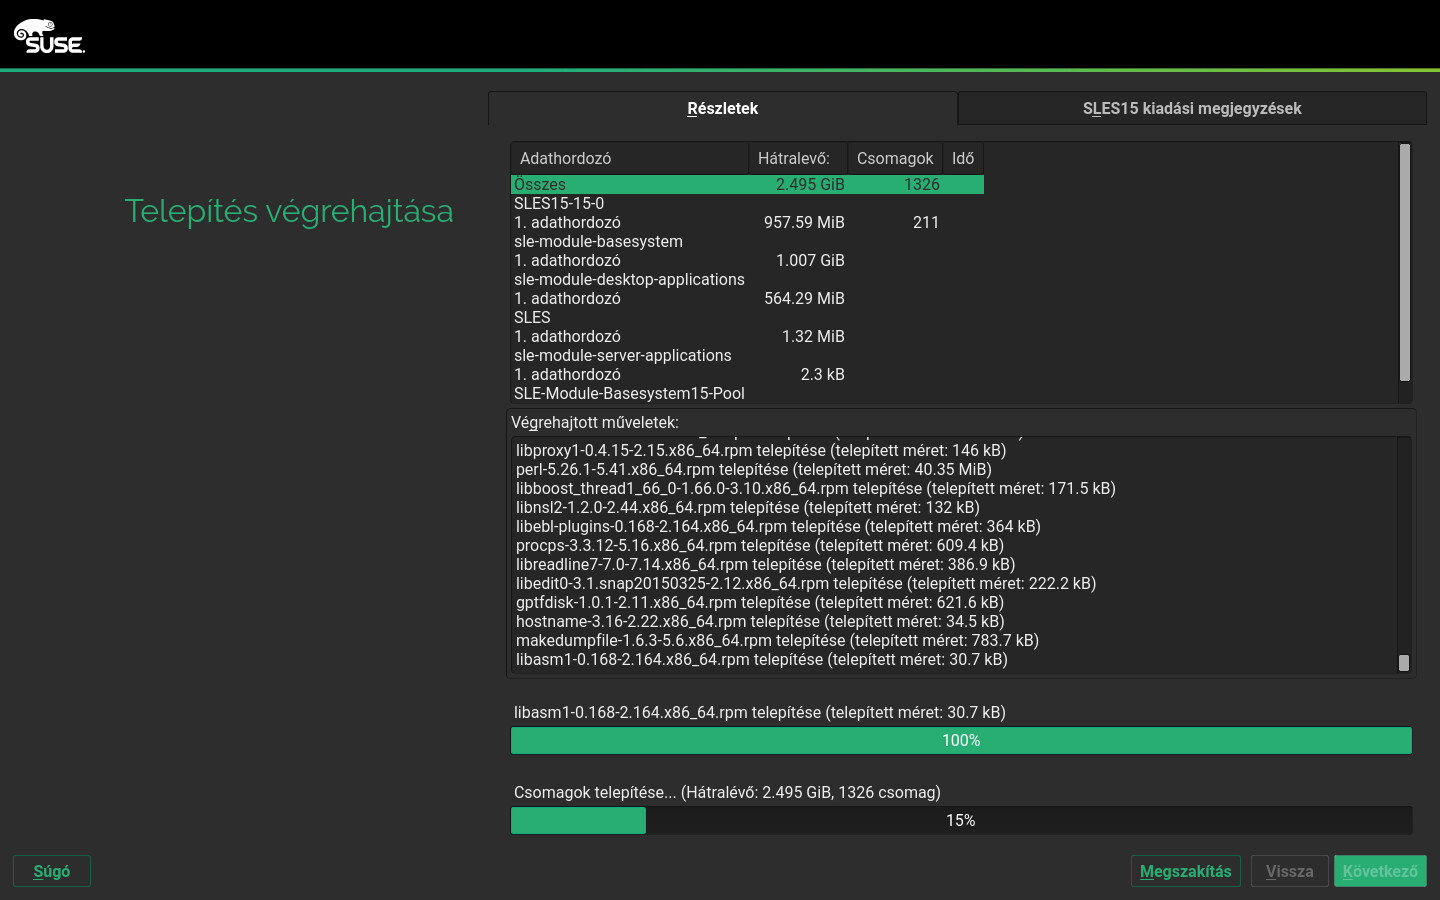 SUSE.
Részletek
SLES15 kiadási megjegyzések
Telepítés végrehajtása
Adathordozó Hátralevő: Csomagok Idő
Összes 2.495 GiB 1326
SLES15-15-0
1. adathordozó 957.59 MiB 211
sle-module-basesystem
1. adathordozó 1.007 GiB
sle-module-desktop-applications
1. adathordozó 564.29 MiB
SLES
1. adathordozó 1.32 MiB
sle-module-server-applications
1. adathordozó 2.3 kB
SLE-Module-Basesystem15-Pool
Végrehajtott műveletek:
libproxy1-0.4.15-2.15.x86_64.rpm telepítése (telepített méret: 146 kB)
perl-5.26.1-5.41.x86_64.rpm telepítése (telepített méret: 40.35 MiB)
libboost_thread1_66_0-1.66.0-3.10.x86_64.rpm telepítése (telepített méret: 171.5 kB)
libnsl2-1.2.0-2.44.x86_64.rpm telepítése (telepített méret: 132 kB)
libebl-plugins-0.168-2.164.x86_64.rpm telepítése (telepített méret: 364 kB)
procps-3.3.12-5.16.x86_64.rpm telepítése (telepített méret: 609.4 kB)
libreadline7-7.0-7.14.x86_64.rpm telepítése (telepített méret: 386.9 kB)
libedit0-3.1.snap20150325-2.12.x86_64.rpm telepítése (telepített méret: 222.2 kB)
gptfdisk-1.0.1-2.11.x86_64.rpm telepítése (telepített méret: 621.6 kB)
hostname-3.16-2.22.x86_64.rpm telepítése (telepített méret: 34.5 kB)
makedumpfile-1.6.3-5.6.x86_64.rpm telepítése (telepített méret: 783.7 kB)
libasm1-0.168-2.164.x86_64.rpm telepítése (telepített méret: 30.7 kB)
libasm1-0.168-2.164.x86_64.rpm telepítése (telepített méret: 30.7 kB)
100%
Csomagok telepítése... (Hátralévő: 2.495 GiB, 1326 csomag)
15%
Súgó
Megszakítás
Vissza
Következő